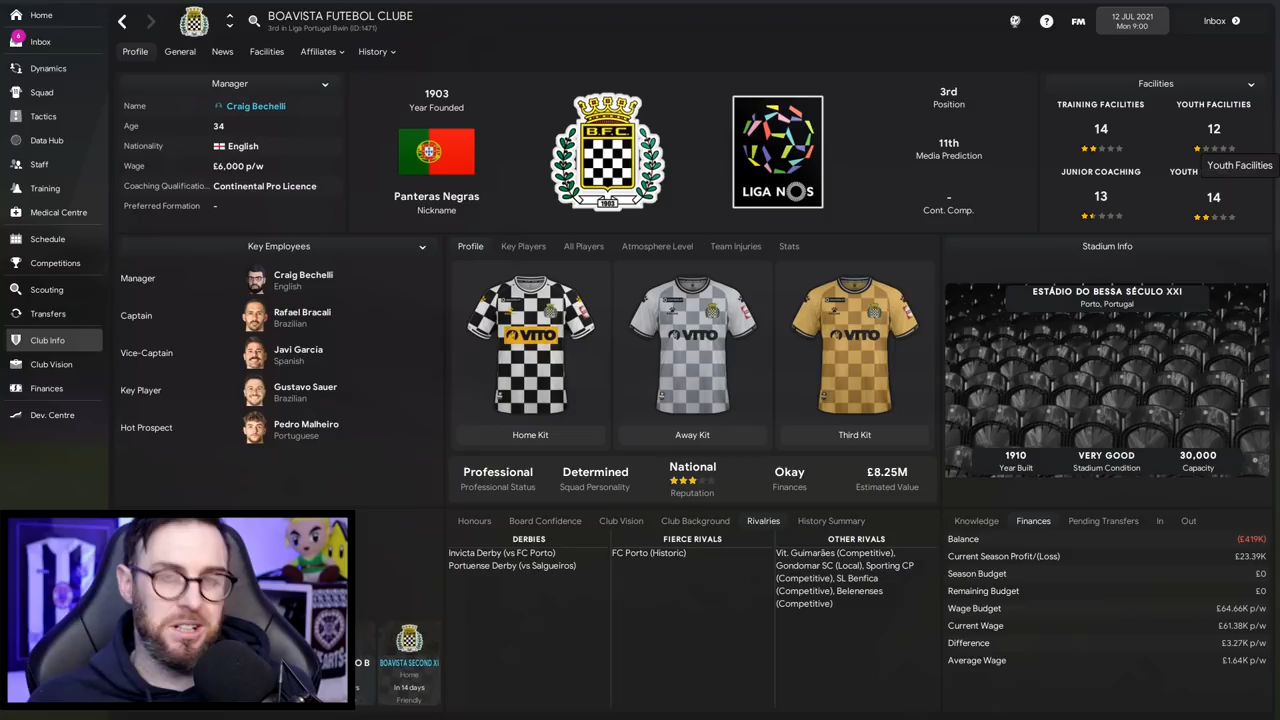 Home
6
Inbox
Dynamics
Squad
Tactics
Data Hub
Staff
Training
Medical Centre
Schedule
Competitions
Scouting
Transfers
Club Info
Club Vision
Finances
Dev. Centre
BOAVISTA FUTEBOL CLUBE
3rd in Liga Portugal Bwin (ID:1471)
?
FM
12 JUL 2021
Mon 9:00
Inbox
Profile General News Facilities Affiliates History
Manager
Name Craig Bechelli
Age 34
Nationality English
Wage £6,000 p/w
Coaching Qualificatio... Continental Pro Licence
Preferred Formation -
1903
Year Founded
Panteras Negras
Nickname
B.F.C.
1903
LIGA NOS
3rd
Position
11th
Media Prediction
-
Cont. Comp.
Facilities
TRAINING FACILITIES YOUTH FACILITIES
14 12
Youth Facilities
JUNIOR COACHING YOUTH
13 14
Key Employees
Manager Craig Bechelli
English
Captain Rafael Bracali
Brazilian
Vice-Captain Javi García
Spanish
Key Player Gustavo Sauer
Brazilian
Hot Prospect Pedro Malheiro
Portuguese
Profile Key Players All Players Atmosphere Level Team Injuries Stats
VITO VITO VITO
Home Kit Away Kit Third Kit
Professional
Professional Status
Determined
Squad Personality
National
Reputation
Okay
Finances
£8.25M
Estimated Value
Stadium Info
ESTÁDIO DO BESSA SÉCULO XXI
Porto, Portugal
1910
Year Built
VERY GOOD
Stadium Condition
30,000
Capacity
Honours Board Confidence Club Vision Club Background Rivalries History Summary
DERBIES
Invicta Derby (vs FC Porto)
Portuense Derby (vs Salgueiros)
FIERCE RIVALS
FC Porto (Historic)
OTHER RIVALS
Vit. Guimarães (Competitive),
Gondomar SC (Local), Sporting CP
(Competitive), SL Benfica
(Competitive), Belenenses
(Competitive)
Knowledge Finances Pending Transfers In Out
Balance (£419K)
Current Season Profit/(Loss) £23.39K
Season Budget £0
Remaining Budget £0
Wage Budget £64.66K p/w
Current Wage £61.38K p/w
Difference £3.27K p/w
Average Wage £1.64K p/w
O B
BOAVISTA SECOND XI
Home
In 14 days
Friendly